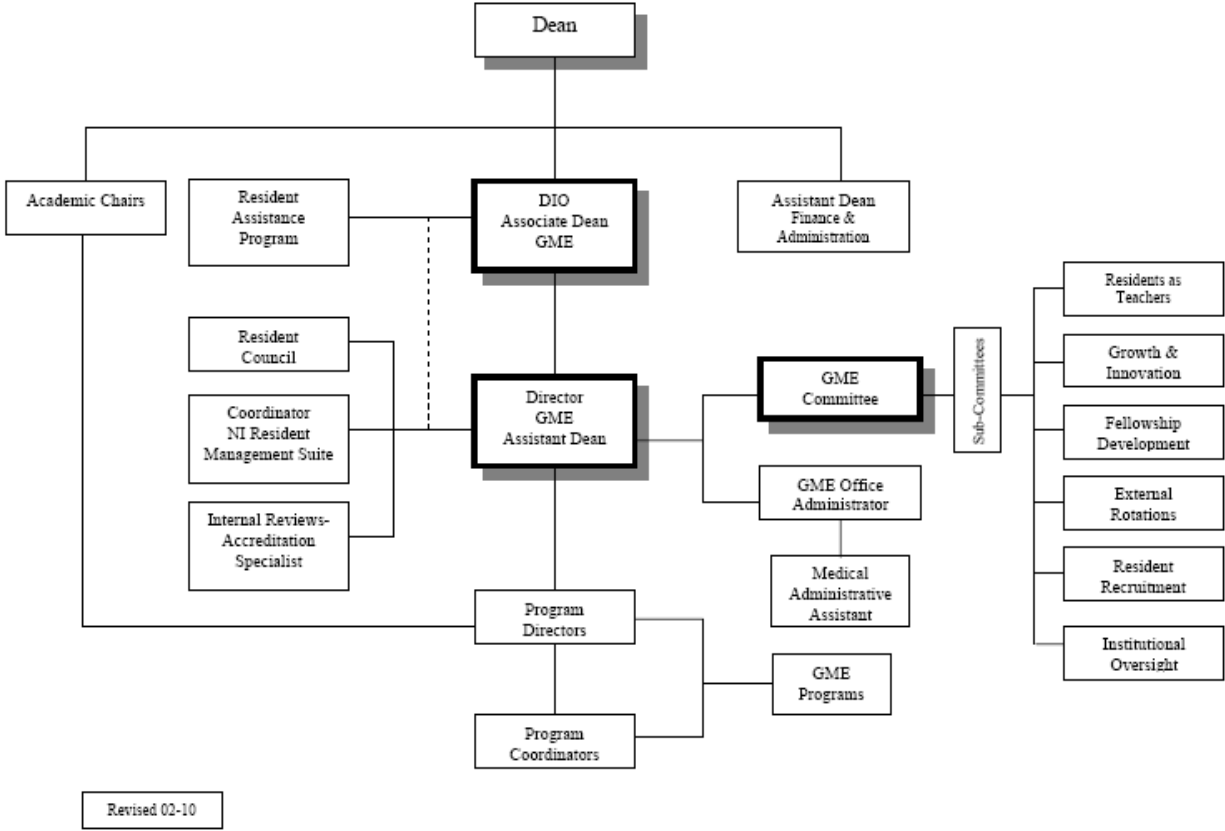 Dean
Academic Chairs
Resident
Assistance
Program
DIO
Associate Dean
GME
Assistant Dean
Finance &
Administration
Resident
Council
Coordinator
NI Resident
Management Suite
Internal Reviews-
Accreditation
Specialist
Director
GME
Assistant Dean
GME
Committee
Sub-Committees
Residents as
Teachers
Growth &
Innovation
Fellowship
Development
External
Rotations
Resident
Recruitment
Institutional
Oversight
GME Office
Administrator
Medical
Administrative
Assistant
Program
Directors
GME
Programs
Program
Coordinators
Revised 02-10